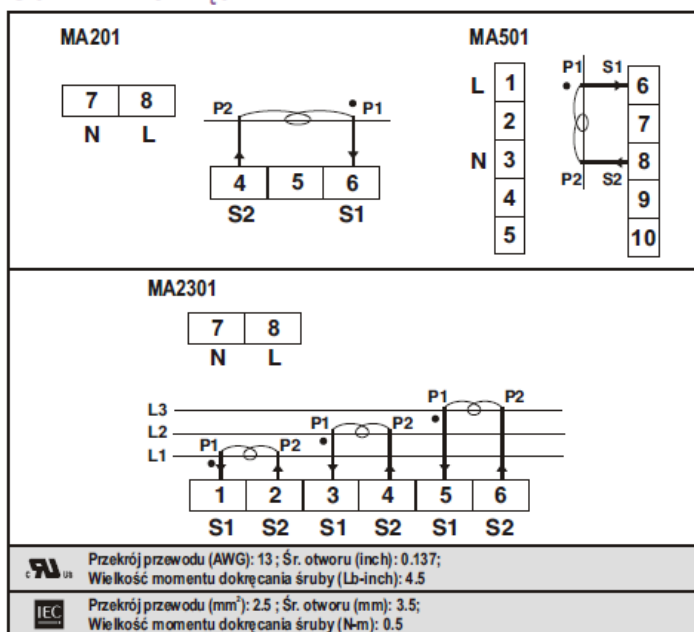 MA201
7 8
N L
P2 P1
4 5 6
S2 S1
MA501
L 1
2
N 3
4
5
P1 S1
6
7
8
P2 S2
9
10
MA2301
7 8
N L
L3 P1 P2
L2 P1 P2
L1 P1 P2
1 2 3 4 5 6
S1 S2 S1 S2 S1 S2
c RU us
Przekrój przewodu (AWG): 13 ; Śr. otworu (inch): 0.137;
Wielkość momentu dokręcania śruby (Lb-inch): 4.5
IEC
Przekrój przewodu (mm²): 2.5 ; Śr. otworu (mm): 3.5;
Wielkość momentu dokręcania śruby (N-m): 0.5